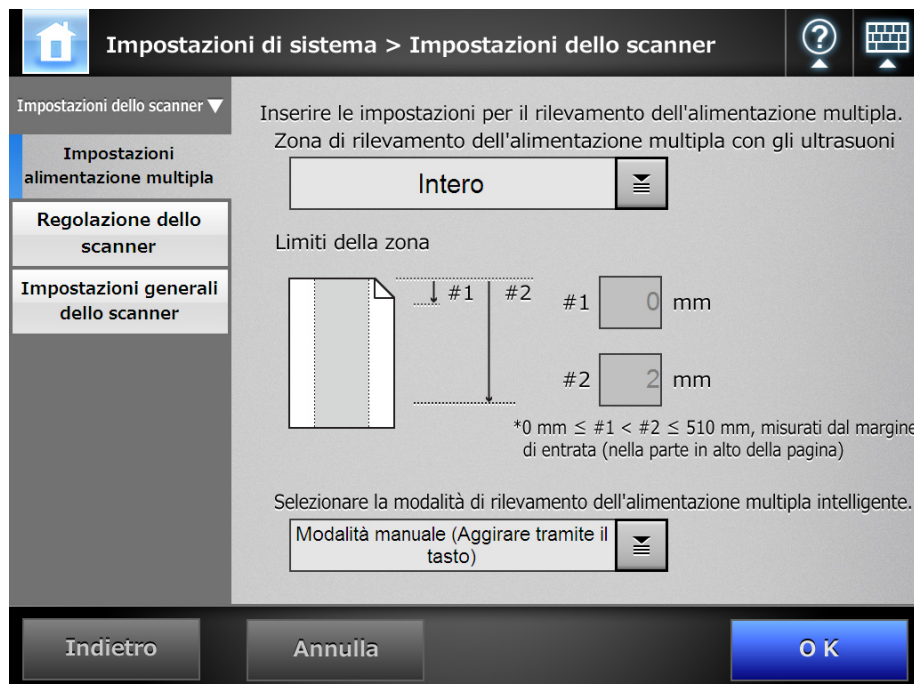 Impostazioni di sistema > Impostazioni dello scanner
?
Impostazioni dello scanner ▼
Impostazioni
alimentazione multipla
Regolazione dello
scanner
Impostazioni generali
dello scanner
Inserire le impostazioni per il rilevamento dell'alimentazione multipla.
Zona di rilevamento dell'alimentazione multipla con gli ultrasuoni
Intero
Limiti della zona
#1 #2
#1 0 mm
#2 2 mm
*0 mm ≤ #1 < #2 ≤ 510 mm, misurati dal margine
di entrata (nella parte in alto della pagina)
Selezionare la modalità di rilevamento dell'alimentazione multipla intelligente.
Modalità manuale (Aggirare tramite il
tasto)
Indietro Annulla O K